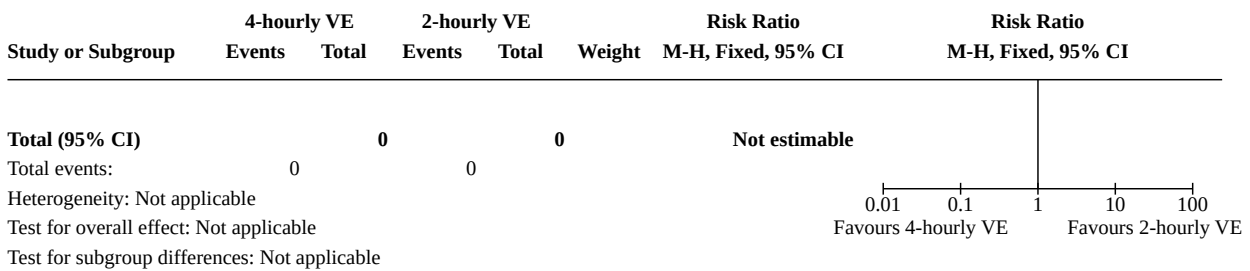 4-hourly VE 2-hourly VE Risk Ratio Risk Ratio
Study or Subgroup Events Total Events Total Weight M-H, Fixed, 95% CI M-H, Fixed, 95% CI
Total (95% CI) 0 0 Not estimable
Total events: 0 0
Heterogeneity: Not applicable
Test for overall effect: Not applicable
Test for subgroup differences: Not applicable
0.01 0.1 1 10 100
Favours 4-hourly VE Favours 2-hourly VE